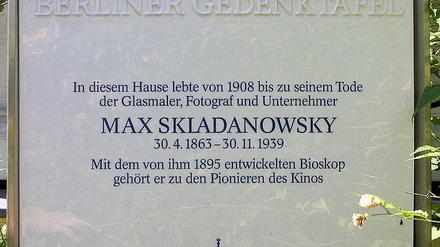 BERLINER GEDENKTAFEL
In diesem Hause lebte von 1908 bis zu seinem Tode
der Glasmaler, Fotograf und Unternehmer
MAX SKLADANOWSKY
30. 4. 1863 – 30. 11. 1939
Mit dem von ihm 1895 entwickelten Bioskop
gehört er zu den Pionieren des Kinos